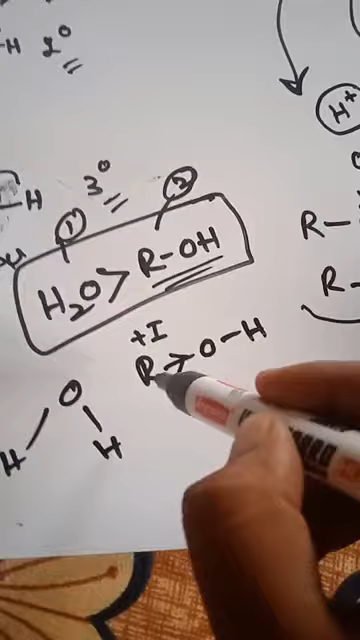 -H 2°
H+
H
3°
① ②
H₂O > R-OH
R-
R-
+I
R > O-H
O
H H